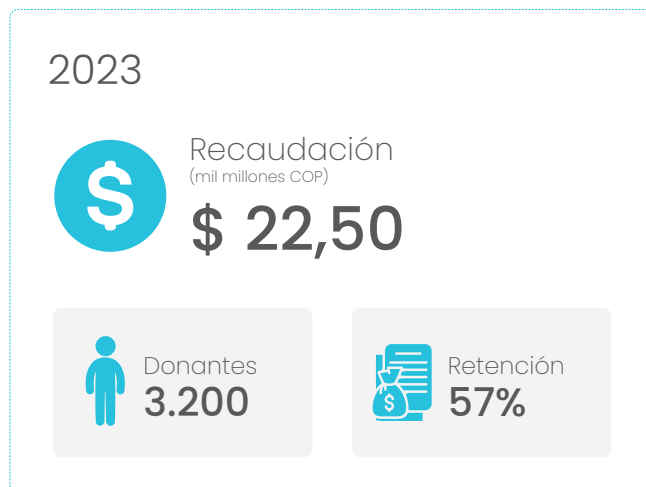 2023
$
Recaudación
(mil millones COP)
$ 22,50
Donantes
3.200
$
Retención
57%